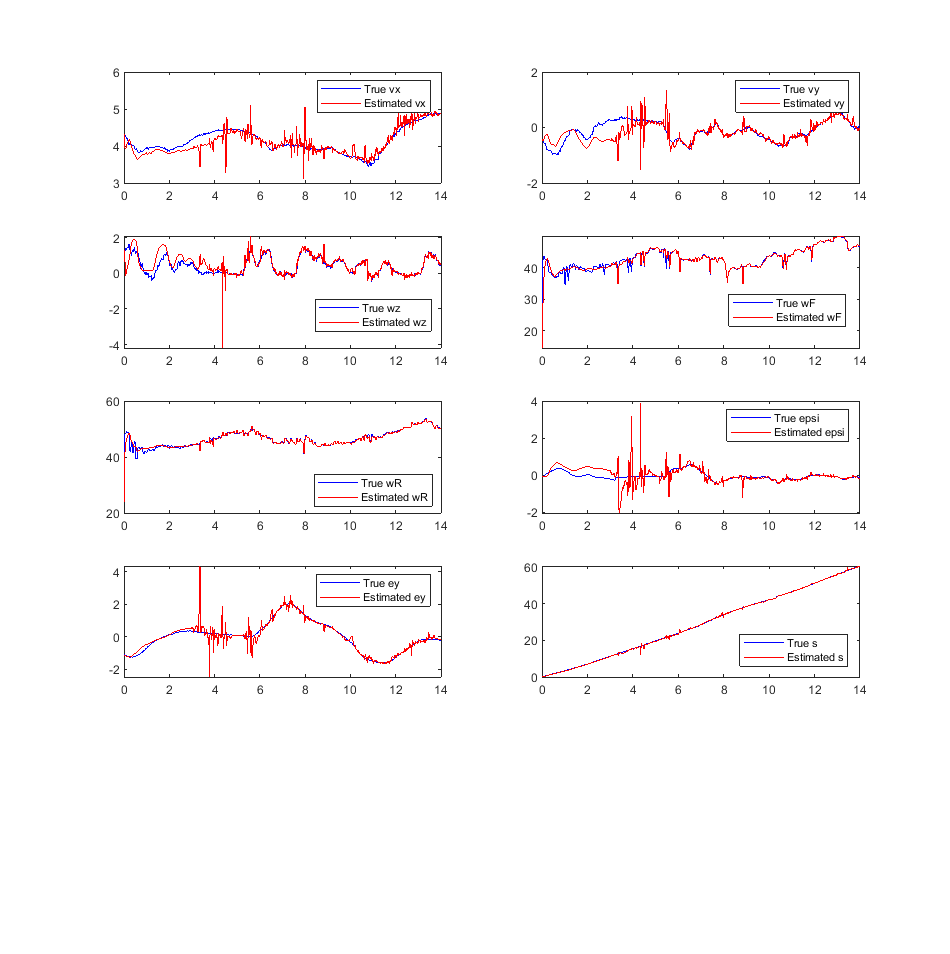 6
5
4
3
0 2 4 6 8 10 12 14
True vx
Estimated vx
2
0
-2
0 2 4 6 8 10 12 14
True vy
Estimated vy
2
0
-2
-4
0 2 4 6 8 10 12 14
True wz
Estimated wz
40
30
20
0 2 4 6 8 10 12 14
True wF
Estimated wF
60
40
20
0 2 4 6 8 10 12 14
True wR
Estimated wR
4
2
0
-2
0 2 4 6 8 10 12 14
True epsi
Estimated epsi
4
2
0
-2
0 2 4 6 8 10 12 14
True ey
Estimated ey
60
40
20
0
0 2 4 6 8 10 12 14
True s
Estimated s